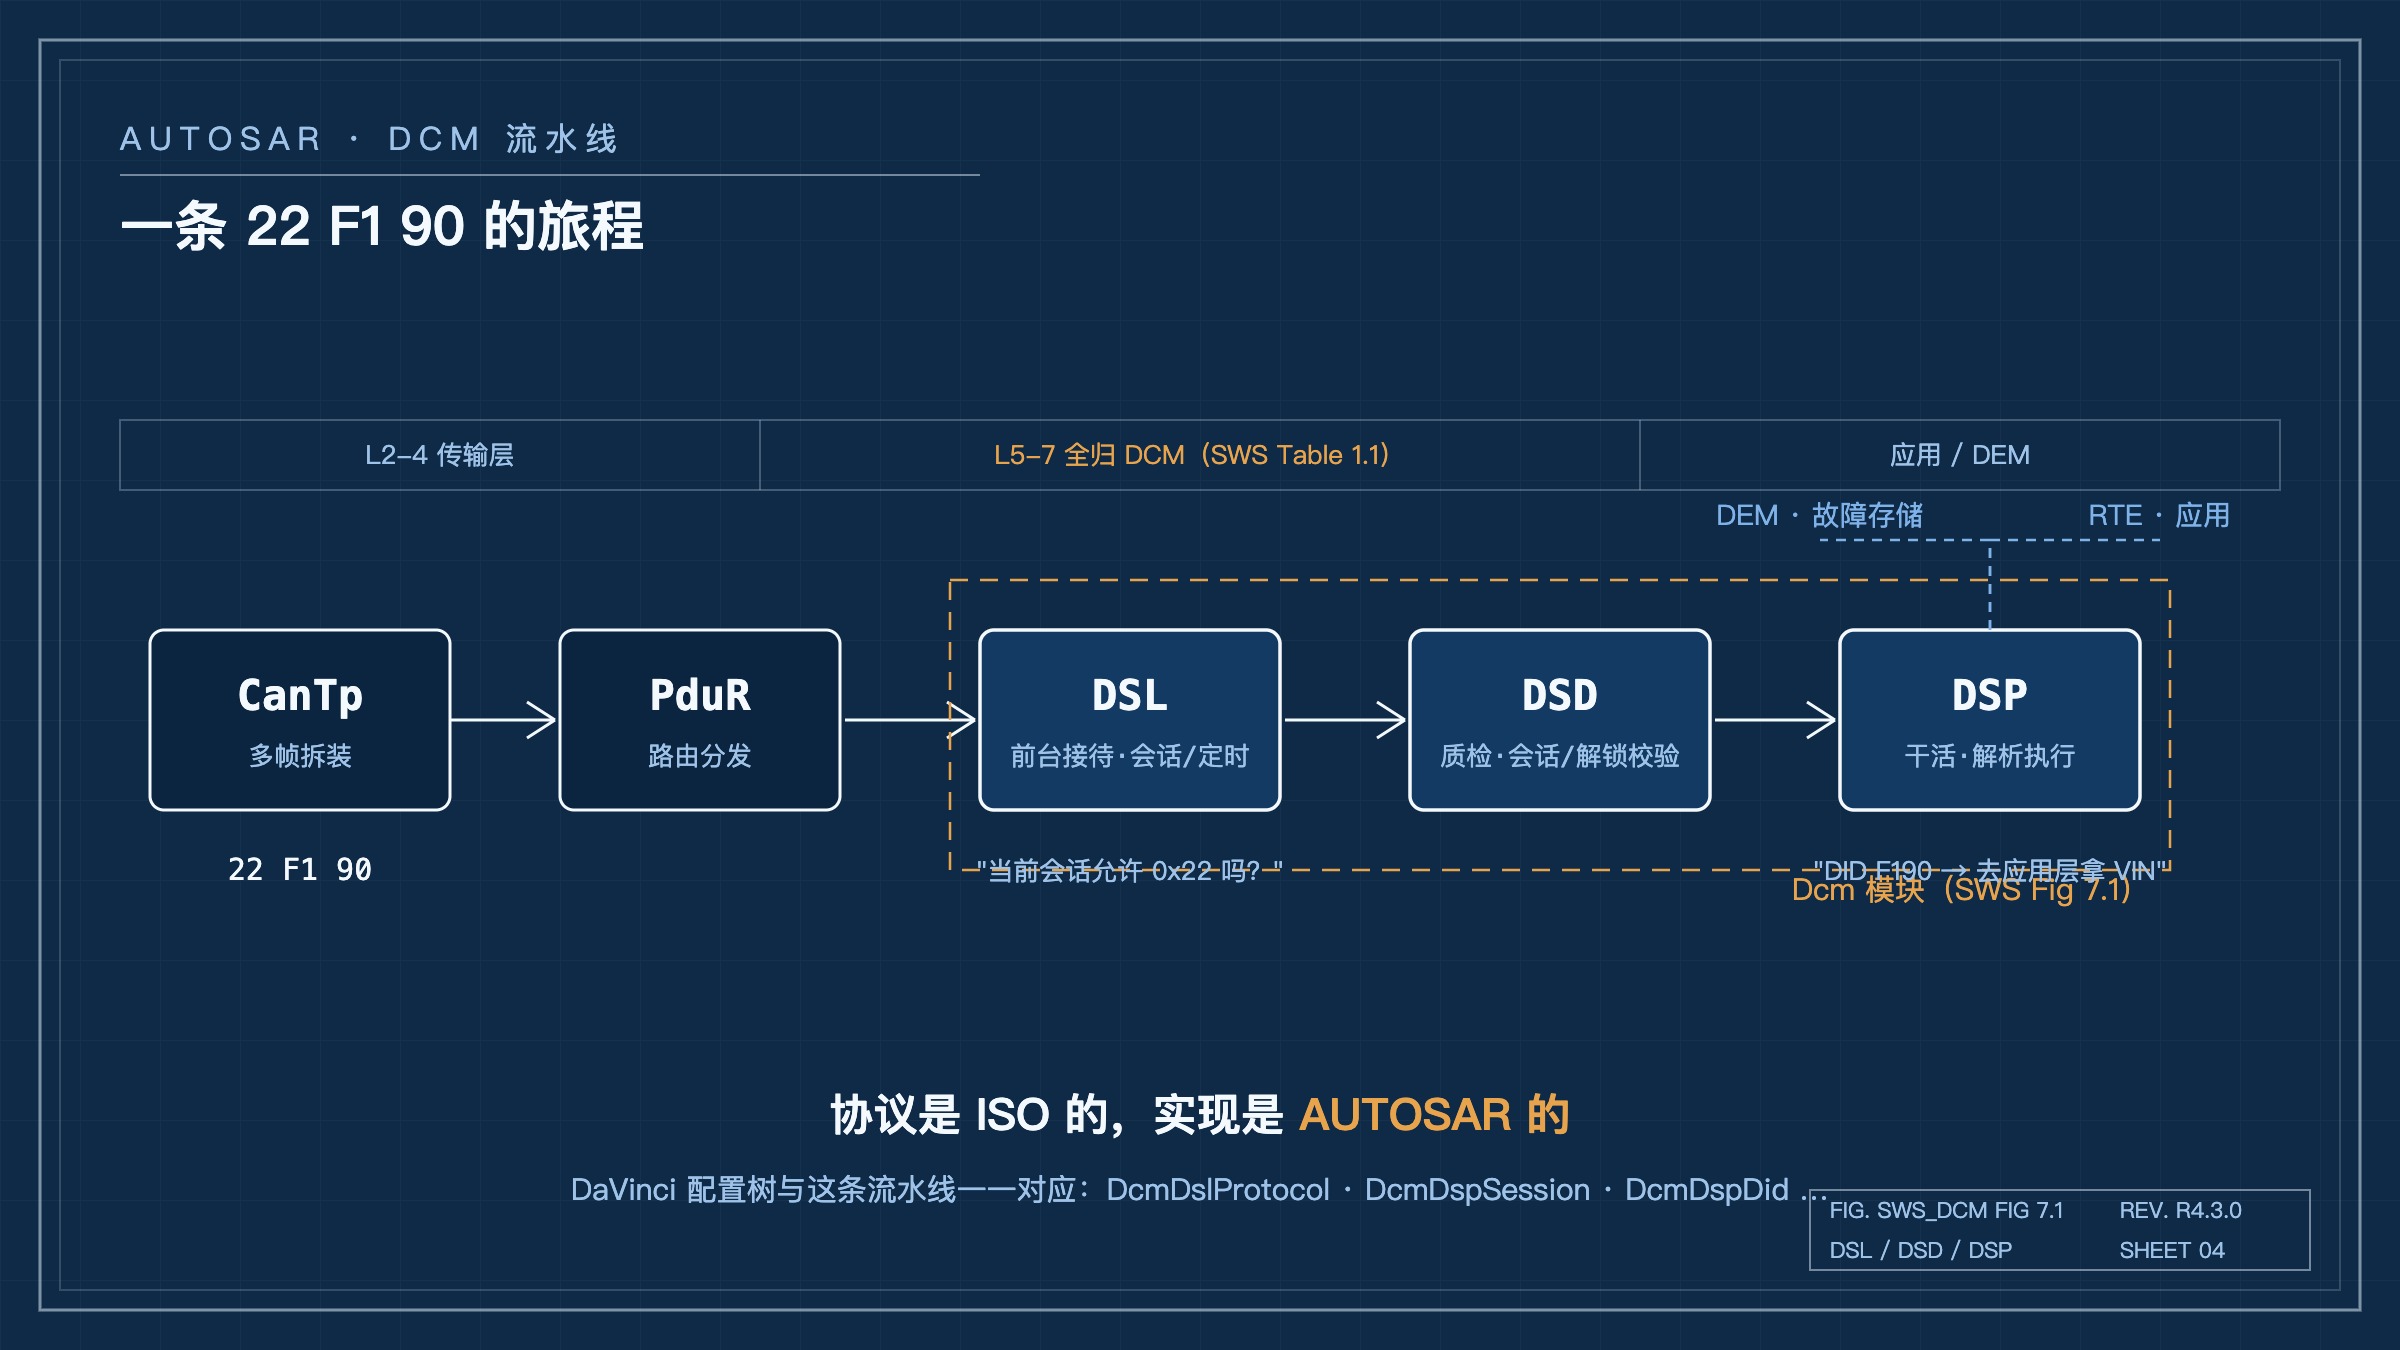 AUTOSAR · DCM 流水线
一条 22 F1 90 的旅程
L2-4 传输层
L5-7 全归 DCM（SWS Table 1.1）
应用 / DEM
DEM · 故障存储
RTE · 应用
CanTp
多帧拆装
PduR
路由分发
DSL
前台接待·会话/定时
DSD
质检·会话/解锁校验
DSP
干活·解析执行
22 F1 90
"当前会话允许 0x22 吗？"
"DID F190 → 去应用层拿 VIN"
Dcm 模块（SWS Fig 7.1）
协议是 ISO 的，实现是 AUTOSAR 的
DaVinci 配置树与这条流水线一一对应：DcmDslProtocol · DcmDspSession · DcmDspDid …
FIG. SWS_DCM FIG 7.1
REV. R4.3.0
DSL / DSD / DSP
SHEET 04